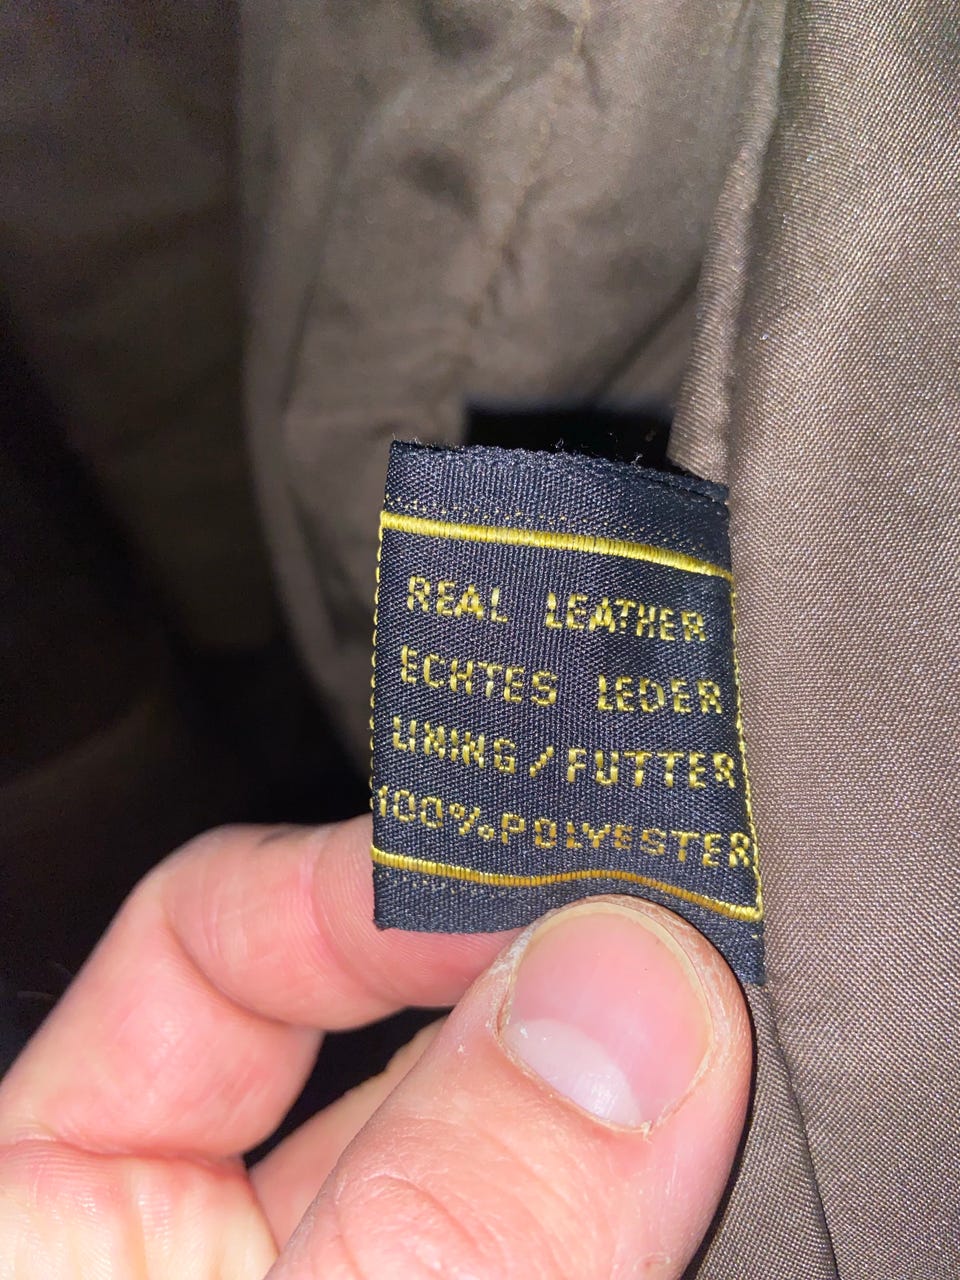 REAL LEATHER
ECHTES LEDER
LINING/FUTTER
100%.POLYESTER